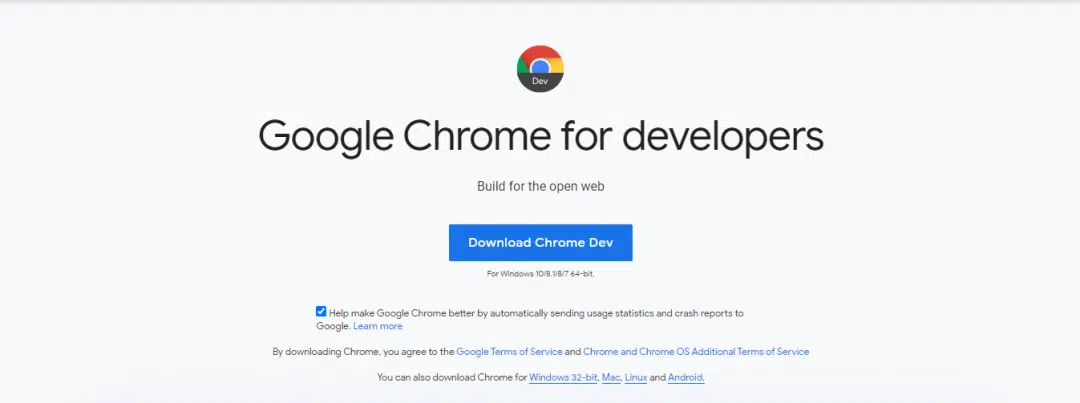 Dev
Google Chrome for developers
Build for the open web
Download Chrome Dev
For Windows 10/8.1/8/7 64-bit.
Help make Google Chrome better by automatically sending usage statistics and crash reports to
Google. Learn more
By downloading Chrome, you agree to the Google Terms of Service and Chrome and Chrome OS Additional Terms of Service
You can also download Chrome for Windows 32-bit, Mac, Linux and Android.